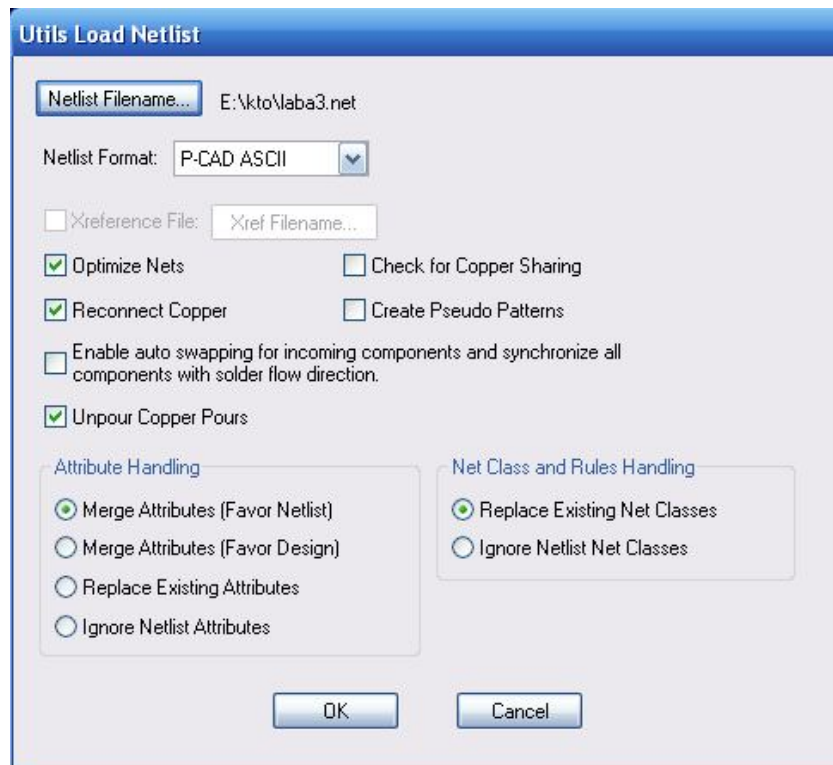 Utils Load Netlist
Netlist Filename... E:\kto\laba3.net
Netlist Format: P-CAD ASCII
Xreference File: Xref Filename...
Optimize Nets Check for Copper Sharing
Reconnect Copper Create Pseudo Patterns
Enable auto swapping for incoming components and synchronize all
components with solder flow direction.
Unpour Copper Pours
Attribute Handling Net Class and Rules Handling
Merge Attributes (Favor Netlist) Replace Existing Net Classes
Merge Attributes (Favor Design) Ignore Netlist Net Classes
Replace Existing Attributes
Ignore Netlist Attributes
OK Cancel